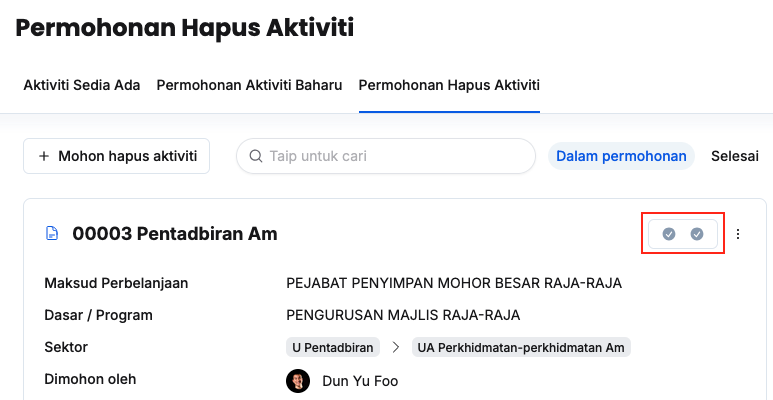 Permohonan Hapus Aktiviti
Aktiviti Sedia Ada Permohonan Aktiviti Baharu Permohonan Hapus Aktiviti
+ Mohon hapus aktiviti Taip untuk cari Dalam permohonan Selesai
00003 Pentadbiran Am
Maksud Perbelanjaan PEJABAT PENYIMPAN MOHOR BESAR RAJA-RAJA
Dasar / Program PENGURUSAN MAJLIS RAJA-RAJA
Sektor U Pentadbiran > UA Perkhidmatan-perkhidmatan Am
Dimohon oleh Dun Yu Foo